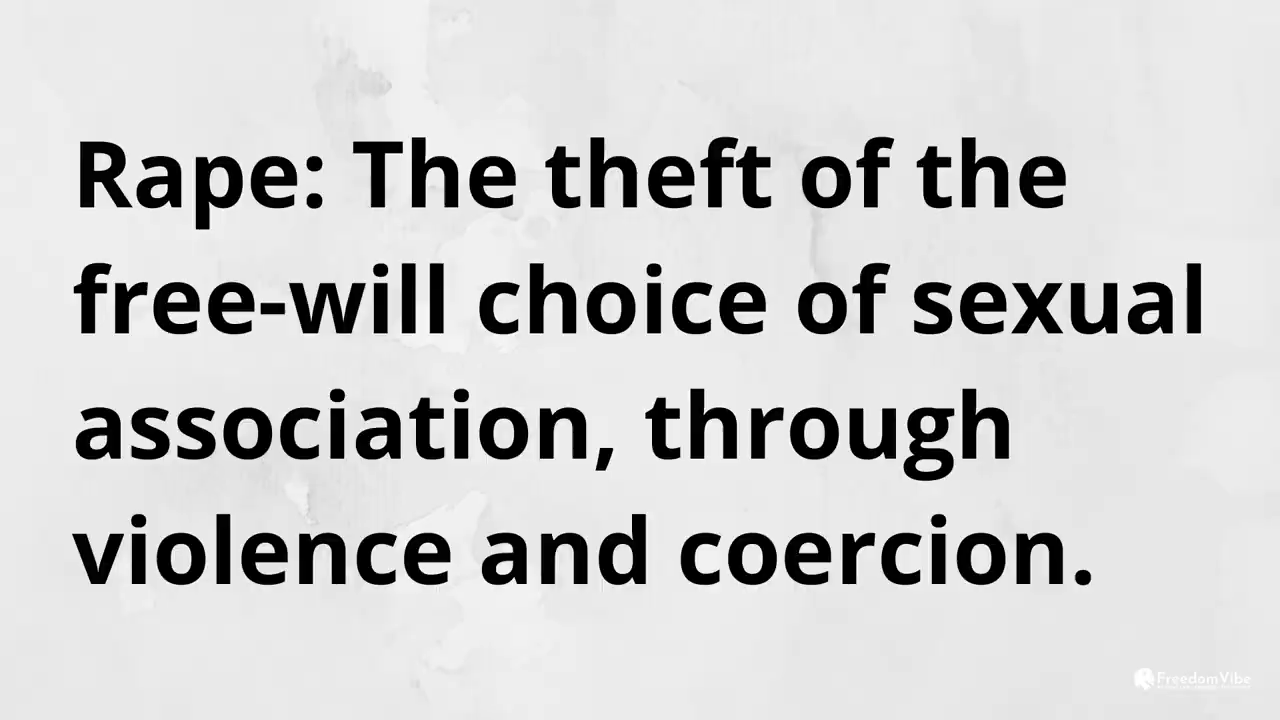 Rape: The theft of the
free-will choice of sexual
association, through
violence and coercion.
FreedomVibe